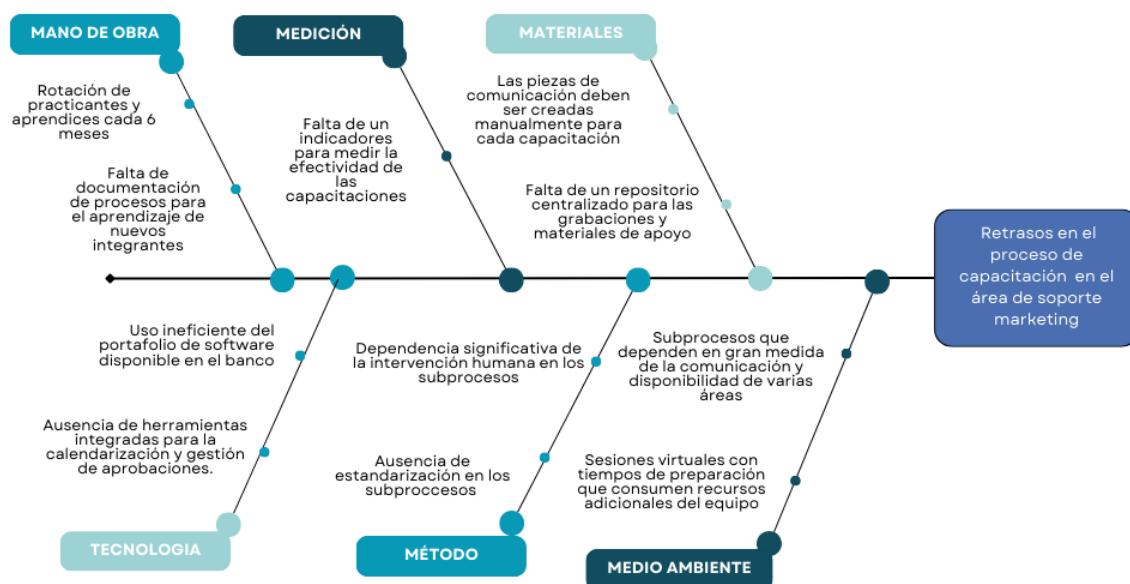 MANO DE OBRA
MEDICIÓN
MATERIALES
Rotación de
practicantes y
aprendices cada 6
meses
Falta de
documentación
de procesos para
el aprendizaje de
nuevos
integrantes
Falta de un
indicadores
para medir la
efectividad de
las
capacitaciones
Las piezas de
comunicación deben
ser creadas
manualmente para
cada capacitación
Falta de un repositorio
centralizado para las
grabaciones y
materiales de apoyo
Retrasos en el
proceso de
capacitación en el
área de soporte
marketing
Uso ineficiente del
portafolio de software
disponible en el banco
Ausencia de herramientas
integradas para la
calendarización y gestión
de aprobaciones.
Dependencia significativa de
la intervención humana en los
subprocesos
Ausencia de
estandarización en los
subproccesos
Subprocesos que
dependen en gran medida
de la comunicación y
disponibilidad de varias
áreas
Sesiones virtuales con
tiempos de preparación
que consumen recursos
adicionales del equipo
TECNOLOGIA
MÉTODO
MEDIO AMBIENTE